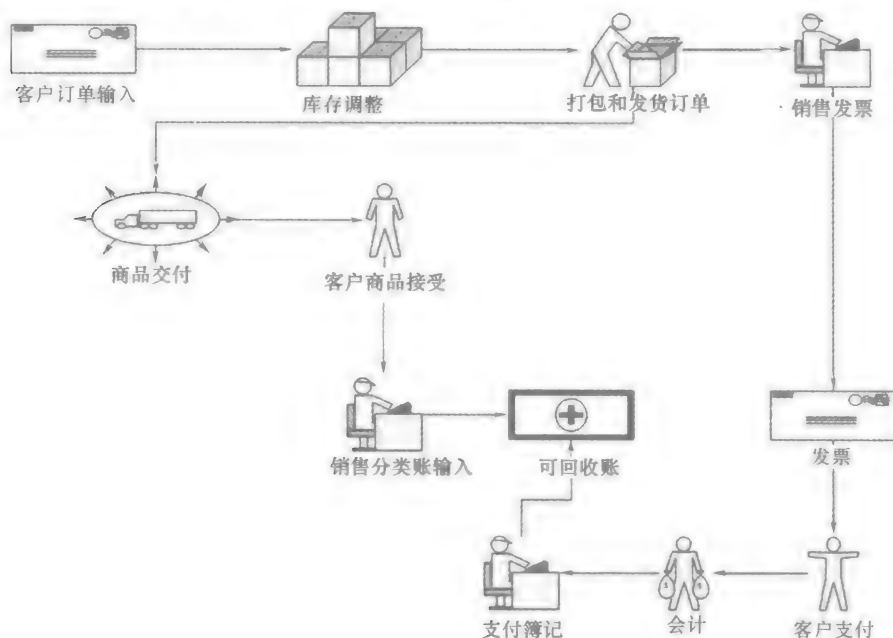 客户订单输入
库存调整
打包和发货订单
销售发票
商品交付
客户商品接受
销售分类账输入
可回收账
发票
支付簿记
会计
客户支付